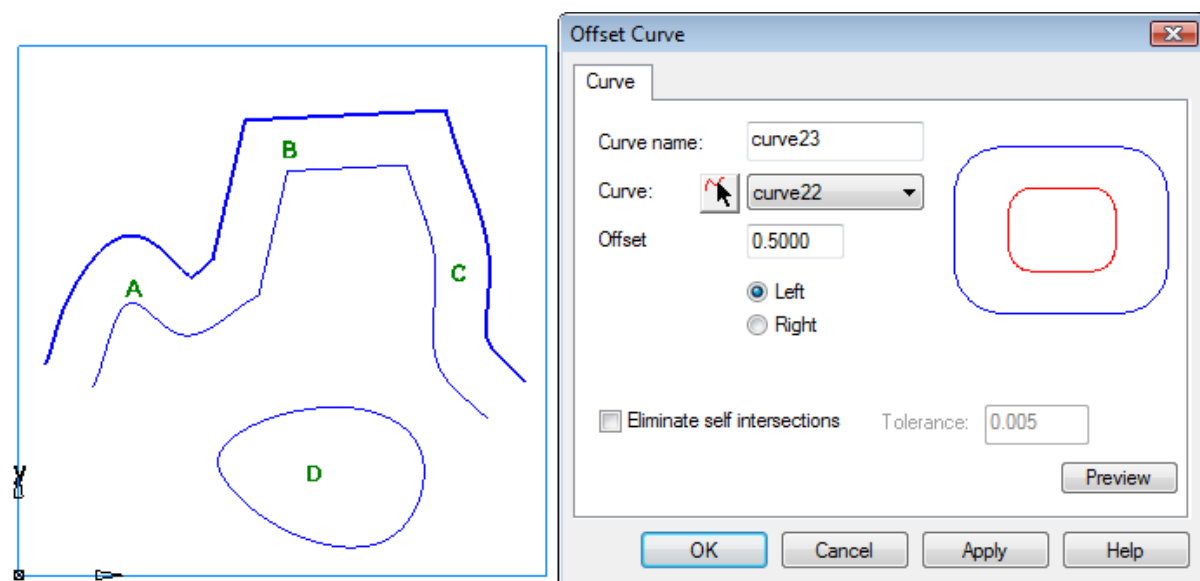 B
A
C
D
y
Offset Curve
Curve
Curve name: curve23
Curve: curve22
Offset 0.5000
Left
Right
Eliminate self intersections Tolerance: 0.005
Preview
OK Cancel Apply Help